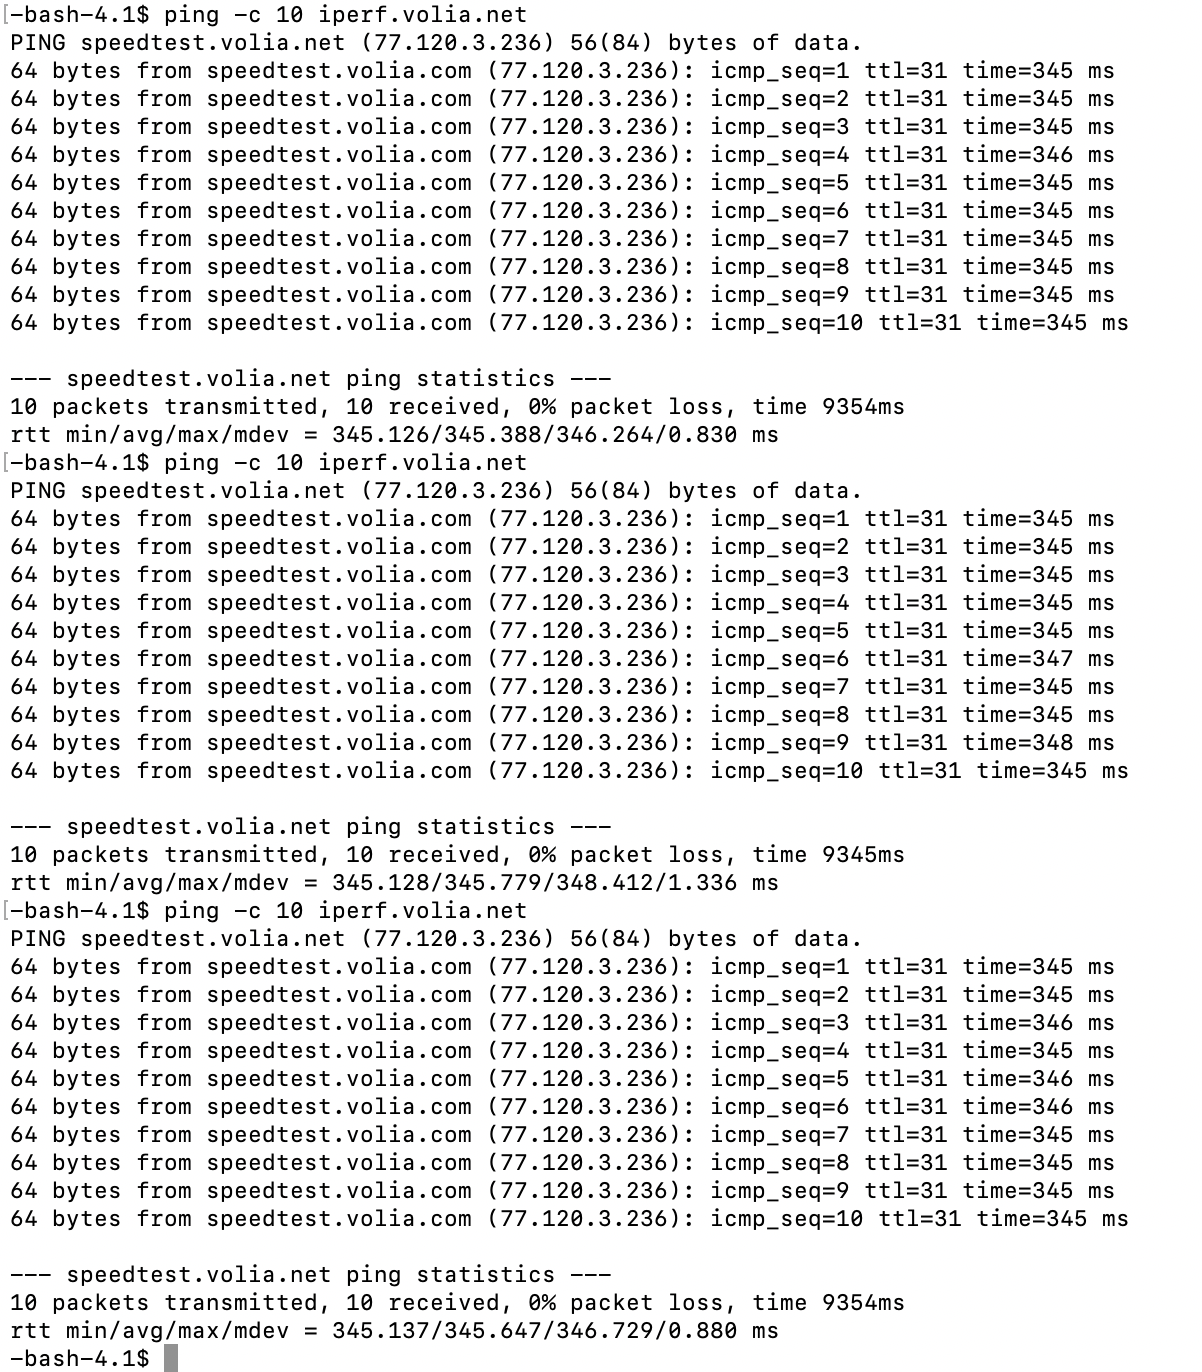 [-bash-4.1$ ping -c 10 iperf.volia.net
PING speedtest.volia.net (77.120.3.236) 56(84) bytes of data.
64 bytes from speedtest.volia.com (77.120.3.236): icmp_seq=1 ttl=31 time=345 ms
64 bytes from speedtest.volia.com (77.120.3.236): icmp_seq=2 ttl=31 time=345 ms
64 bytes from speedtest.volia.com (77.120.3.236): icmp_seq=3 ttl=31 time=345 ms
64 bytes from speedtest.volia.com (77.120.3.236): icmp_seq=4 ttl=31 time=346 ms
64 bytes from speedtest.volia.com (77.120.3.236): icmp_seq=5 ttl=31 time=345 ms
64 bytes from speedtest.volia.com (77.120.3.236): icmp_seq=6 ttl=31 time=345 ms
64 bytes from speedtest.volia.com (77.120.3.236): icmp_seq=7 ttl=31 time=345 ms
64 bytes from speedtest.volia.com (77.120.3.236): icmp_seq=8 ttl=31 time=345 ms
64 bytes from speedtest.volia.com (77.120.3.236): icmp_seq=9 ttl=31 time=345 ms
64 bytes from speedtest.volia.com (77.120.3.236): icmp_seq=10 ttl=31 time=345 ms

--- speedtest.volia.net ping statistics ---
10 packets transmitted, 10 received, 0% packet loss, time 9354ms
rtt min/avg/max/mdev = 345.126/345.388/346.264/0.830 ms
[-bash-4.1$ ping -c 10 iperf.volia.net
PING speedtest.volia.net (77.120.3.236) 56(84) bytes of data.
64 bytes from speedtest.volia.com (77.120.3.236): icmp_seq=1 ttl=31 time=345 ms
64 bytes from speedtest.volia.com (77.120.3.236): icmp_seq=2 ttl=31 time=345 ms
64 bytes from speedtest.volia.com (77.120.3.236): icmp_seq=3 ttl=31 time=345 ms
64 bytes from speedtest.volia.com (77.120.3.236): icmp_seq=4 ttl=31 time=345 ms
64 bytes from speedtest.volia.com (77.120.3.236): icmp_seq=5 ttl=31 time=345 ms
64 bytes from speedtest.volia.com (77.120.3.236): icmp_seq=6 ttl=31 time=347 ms
64 bytes from speedtest.volia.com (77.120.3.236): icmp_seq=7 ttl=31 time=345 ms
64 bytes from speedtest.volia.com (77.120.3.236): icmp_seq=8 ttl=31 time=345 ms
64 bytes from speedtest.volia.com (77.120.3.236): icmp_seq=9 ttl=31 time=348 ms
64 bytes from speedtest.volia.com (77.120.3.236): icmp_seq=10 ttl=31 time=345 ms

--- speedtest.volia.net ping statistics ---
10 packets transmitted, 10 received, 0% packet loss, time 9345ms
rtt min/avg/max/mdev = 345.128/345.779/348.412/1.336 ms
[-bash-4.1$ ping -c 10 iperf.volia.net
PING speedtest.volia.net (77.120.3.236) 56(84) bytes of data.
64 bytes from speedtest.volia.com (77.120.3.236): icmp_seq=1 ttl=31 time=345 ms
64 bytes from speedtest.volia.com (77.120.3.236): icmp_seq=2 ttl=31 time=345 ms
64 bytes from speedtest.volia.com (77.120.3.236): icmp_seq=3 ttl=31 time=346 ms
64 bytes from speedtest.volia.com (77.120.3.236): icmp_seq=4 ttl=31 time=345 ms
64 bytes from speedtest.volia.com (77.120.3.236): icmp_seq=5 ttl=31 time=346 ms
64 bytes from speedtest.volia.com (77.120.3.236): icmp_seq=6 ttl=31 time=346 ms
64 bytes from speedtest.volia.com (77.120.3.236): icmp_seq=7 ttl=31 time=345 ms
64 bytes from speedtest.volia.com (77.120.3.236): icmp_seq=8 ttl=31 time=345 ms
64 bytes from speedtest.volia.com (77.120.3.236): icmp_seq=9 ttl=31 time=345 ms
64 bytes from speedtest.volia.com (77.120.3.236): icmp_seq=10 ttl=31 time=345 ms

--- speedtest.volia.net ping statistics ---
10 packets transmitted, 10 received, 0% packet loss, time 9354ms
rtt min/avg/max/mdev = 345.137/345.647/346.729/0.880 ms
-bash-4.1$